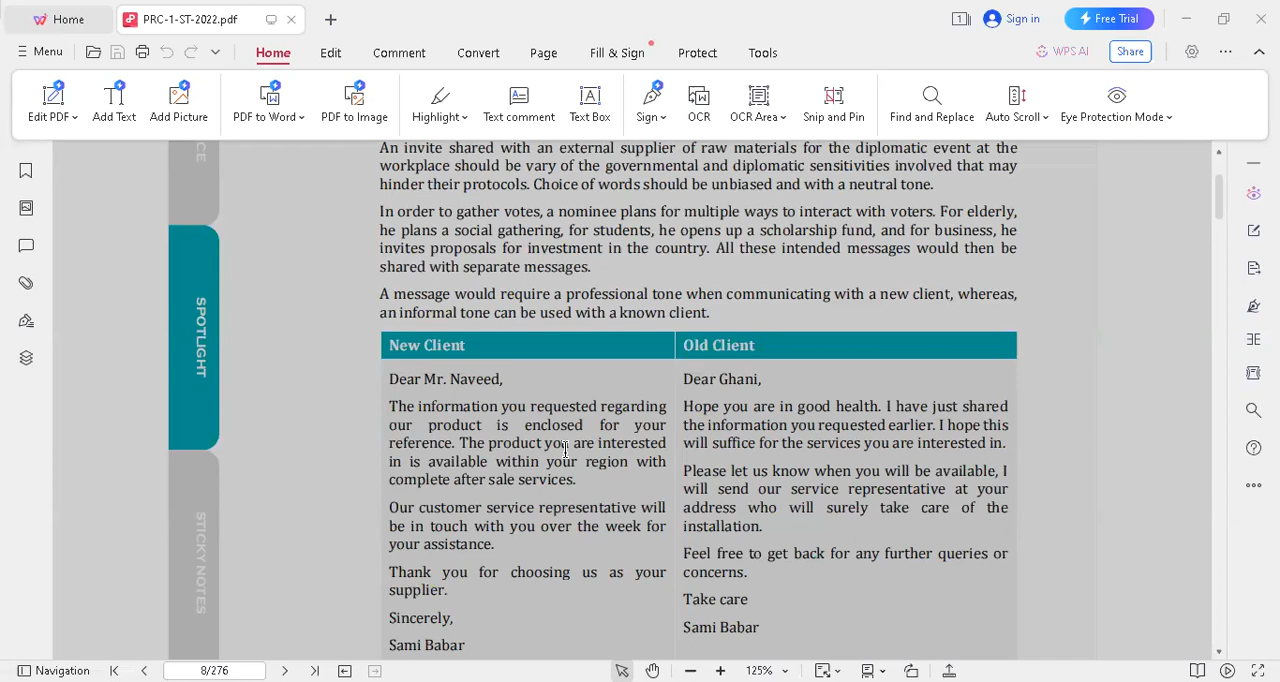 Home
PRC-1-ST-2022.pdf
1
Sign in
Free Trial
Menu
Home Edit Comment Convert Page Fill & Sign Protect Tools
WPS AI
Share
Edit PDF Add Text Add Picture PDF to Word PDF to Image Highlight Text comment Text Box Sign OCR OCR Area Snip and Pin Find and Replace Auto Scroll Eye Protection Mode
CE
SPOTLIGHT
STICKY NOTES
An invite shared with an external supplier of raw materials for the diplomatic event at the
workplace should be vary of the governmental and diplomatic sensitivities involved that may
hinder their protocols. Choice of words should be unbiased and with a neutral tone.
In order to gather votes, a nominee plans for multiple ways to interact with voters. For elderly,
he plans a social gathering, for students, he opens up a scholarship fund, and for business, he
invites proposals for investment in the country. All these intended messages would then be
shared with separate messages.
A message would require a professional tone when communicating with a new client, whereas,
an informal tone can be used with a known client.
New Client
Dear Mr. Naveed,
The information you requested regarding
our product is enclosed for your
reference. The product you are interested
in is available within your region with
complete after sale services.
Our customer service representative will
be in touch with you over the week for
your assistance.
Thank you for choosing us as your
supplier.
Sincerely,
Sami Babar
Old Client
Dear Ghani,
Hope you are in good health. I have just shared
the information you requested earlier. I hope this
will suffice for the services you are interested in.
Please let us know when you will be available, I
will send our service representative at your
address who will surely take care of the
installation.
Feel free to get back for any further queries or
concerns.
Take care
Sami Babar
Navigation
8/276
125%